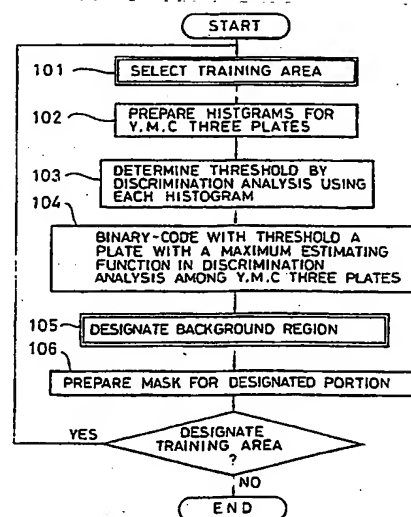 START
101
SELECT TRAINING AREA
102
PREPARE HISTGRAMS FOR
Y.M.C THREE PLATES
103
DETERMINE THRESHOLD BY
DISCRIMINATION ANALYSIS USING
EACH HISTOGRAM
104
BINARY-CODE WITH THRESHOLD A
PLATE WITH A MAXIMUM ESTIMATING
FUNCTION IN DISCRIMINATION
ANALYSIS AMONG Y.M.C THREE PLATES
105
DESIGNATE BACKGROUND REGION
106
PREPARE MASK FOR DESIGNATED PORTION
YES
DESIGNATE
TRAINING AREA
?
NO
END